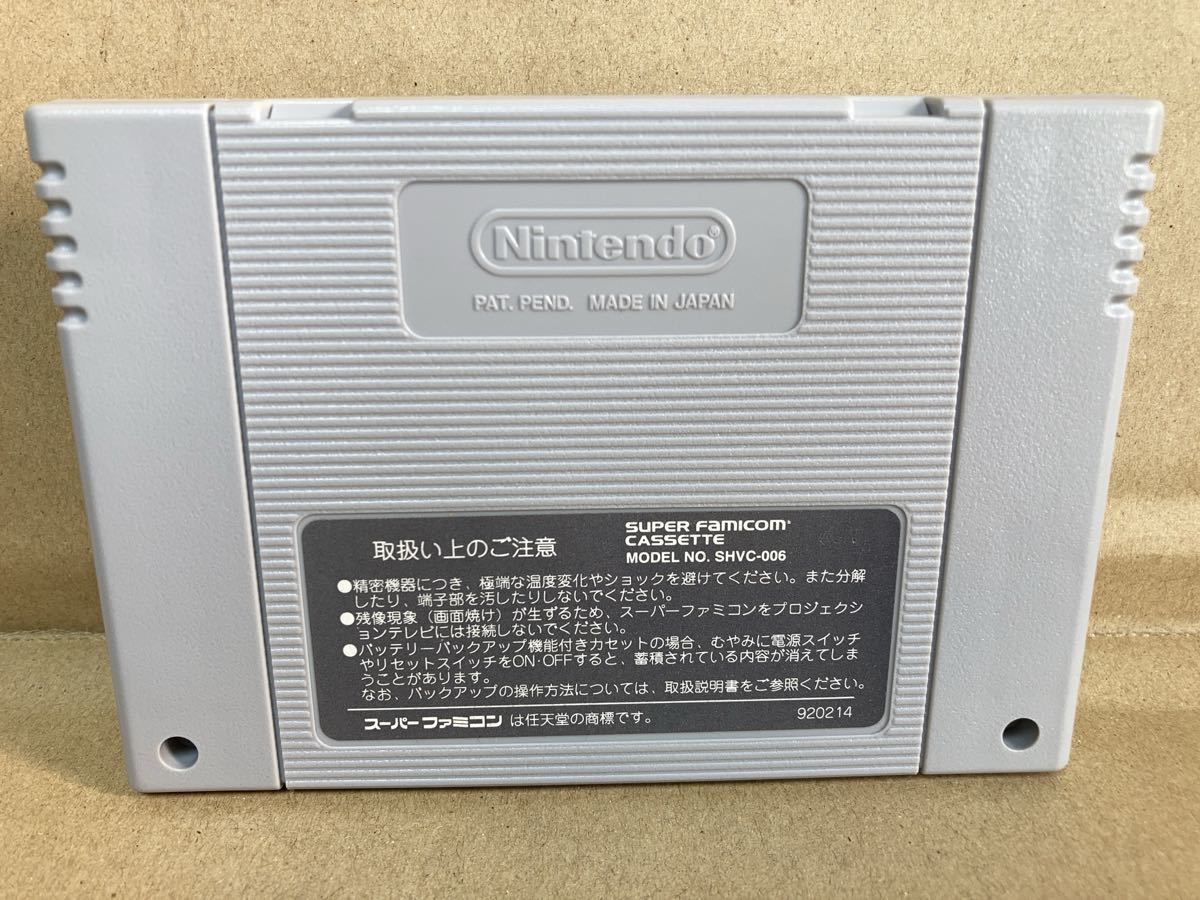 Nintendo®
PAT. PEND. MADE IN JAPAN
取扱い上のご注意
SUPER FAMICOM®
CASSETTE
MODEL NO. SHVC-006
●精密機器につき、極端な温度変化やショックを避けてください。また分解
したり、端子部を汚したりしないでください。
●残像現象（画面焼け）が生ずるため、スーパーファミコンをプロジェクシ
ョンテレビには接続しないでください。
●バッテリーバックアップ機能付きカセットの場合、むやみに電源スイッチ
やリセットスイッチをON·OFFすると、蓄積されている内容が消えてしま
うことがあります。
なお、バックアップの操作方法については、取扱説明書をご参照ください。
スーパーファミコン は任天堂の商標です。
920214